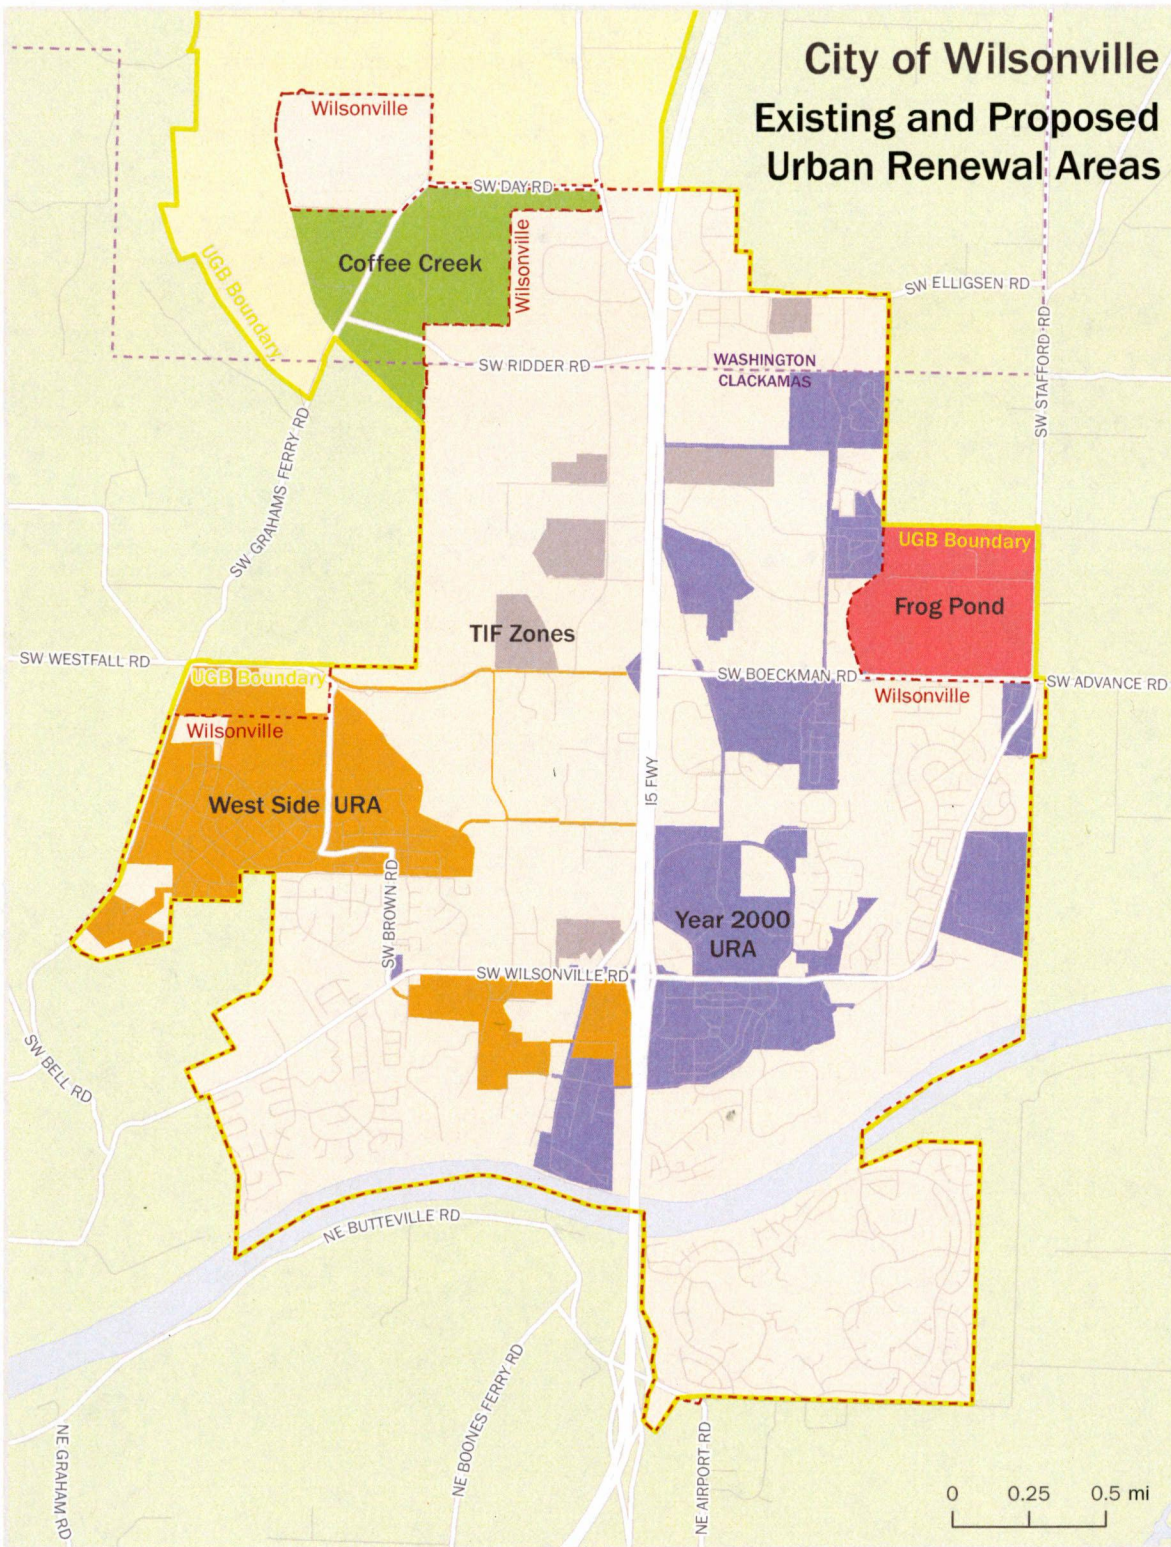 City of Wilsonville
Existing and Proposed
Urban Renewal Areas
Wilsonville
SW DAY RD
Coffee Creek
Wilsonville
UGB Boundary
SW ELLIGSEN RD
SW RIDDER RD
WASHINGTON
CLACKAMAS
SW STAFFORD RD
SW GRAHAMS FERRY RD
UGB Boundary
Frog Pond
TIF Zones
SW WESTFALL RD
UGB Boundary
SW BOECKMAN RD
SW ADVANCE RD
Wilsonville
Wilsonville
I5 FWY
West Side URA
SW BROWN RD
Year 2000
URA
SW WILSONVILLE RD
SW BELL RD
NE BUTTEVILLE RD
NE BOONES FERRY RD
NE GRAHAM RD
NE AIRPORT RD
0 0.25 0.5 mi